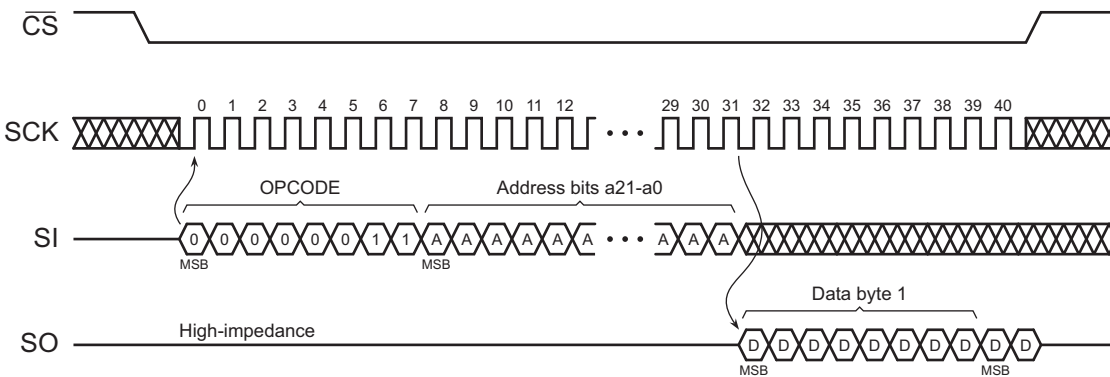 CS
0 1 2 3 4 5 6 7 8 9 10 11 12 29 30 31 32 33 34 35 36 37 38 39 40
SCK
OPCODE Address bits a21-a0
SI 0 0 0 0 0 0 1 1 A A A A A A A A A
MSB MSB
Data byte 1
High-impedance
SO D D D D D D D D D D
MSB MSB